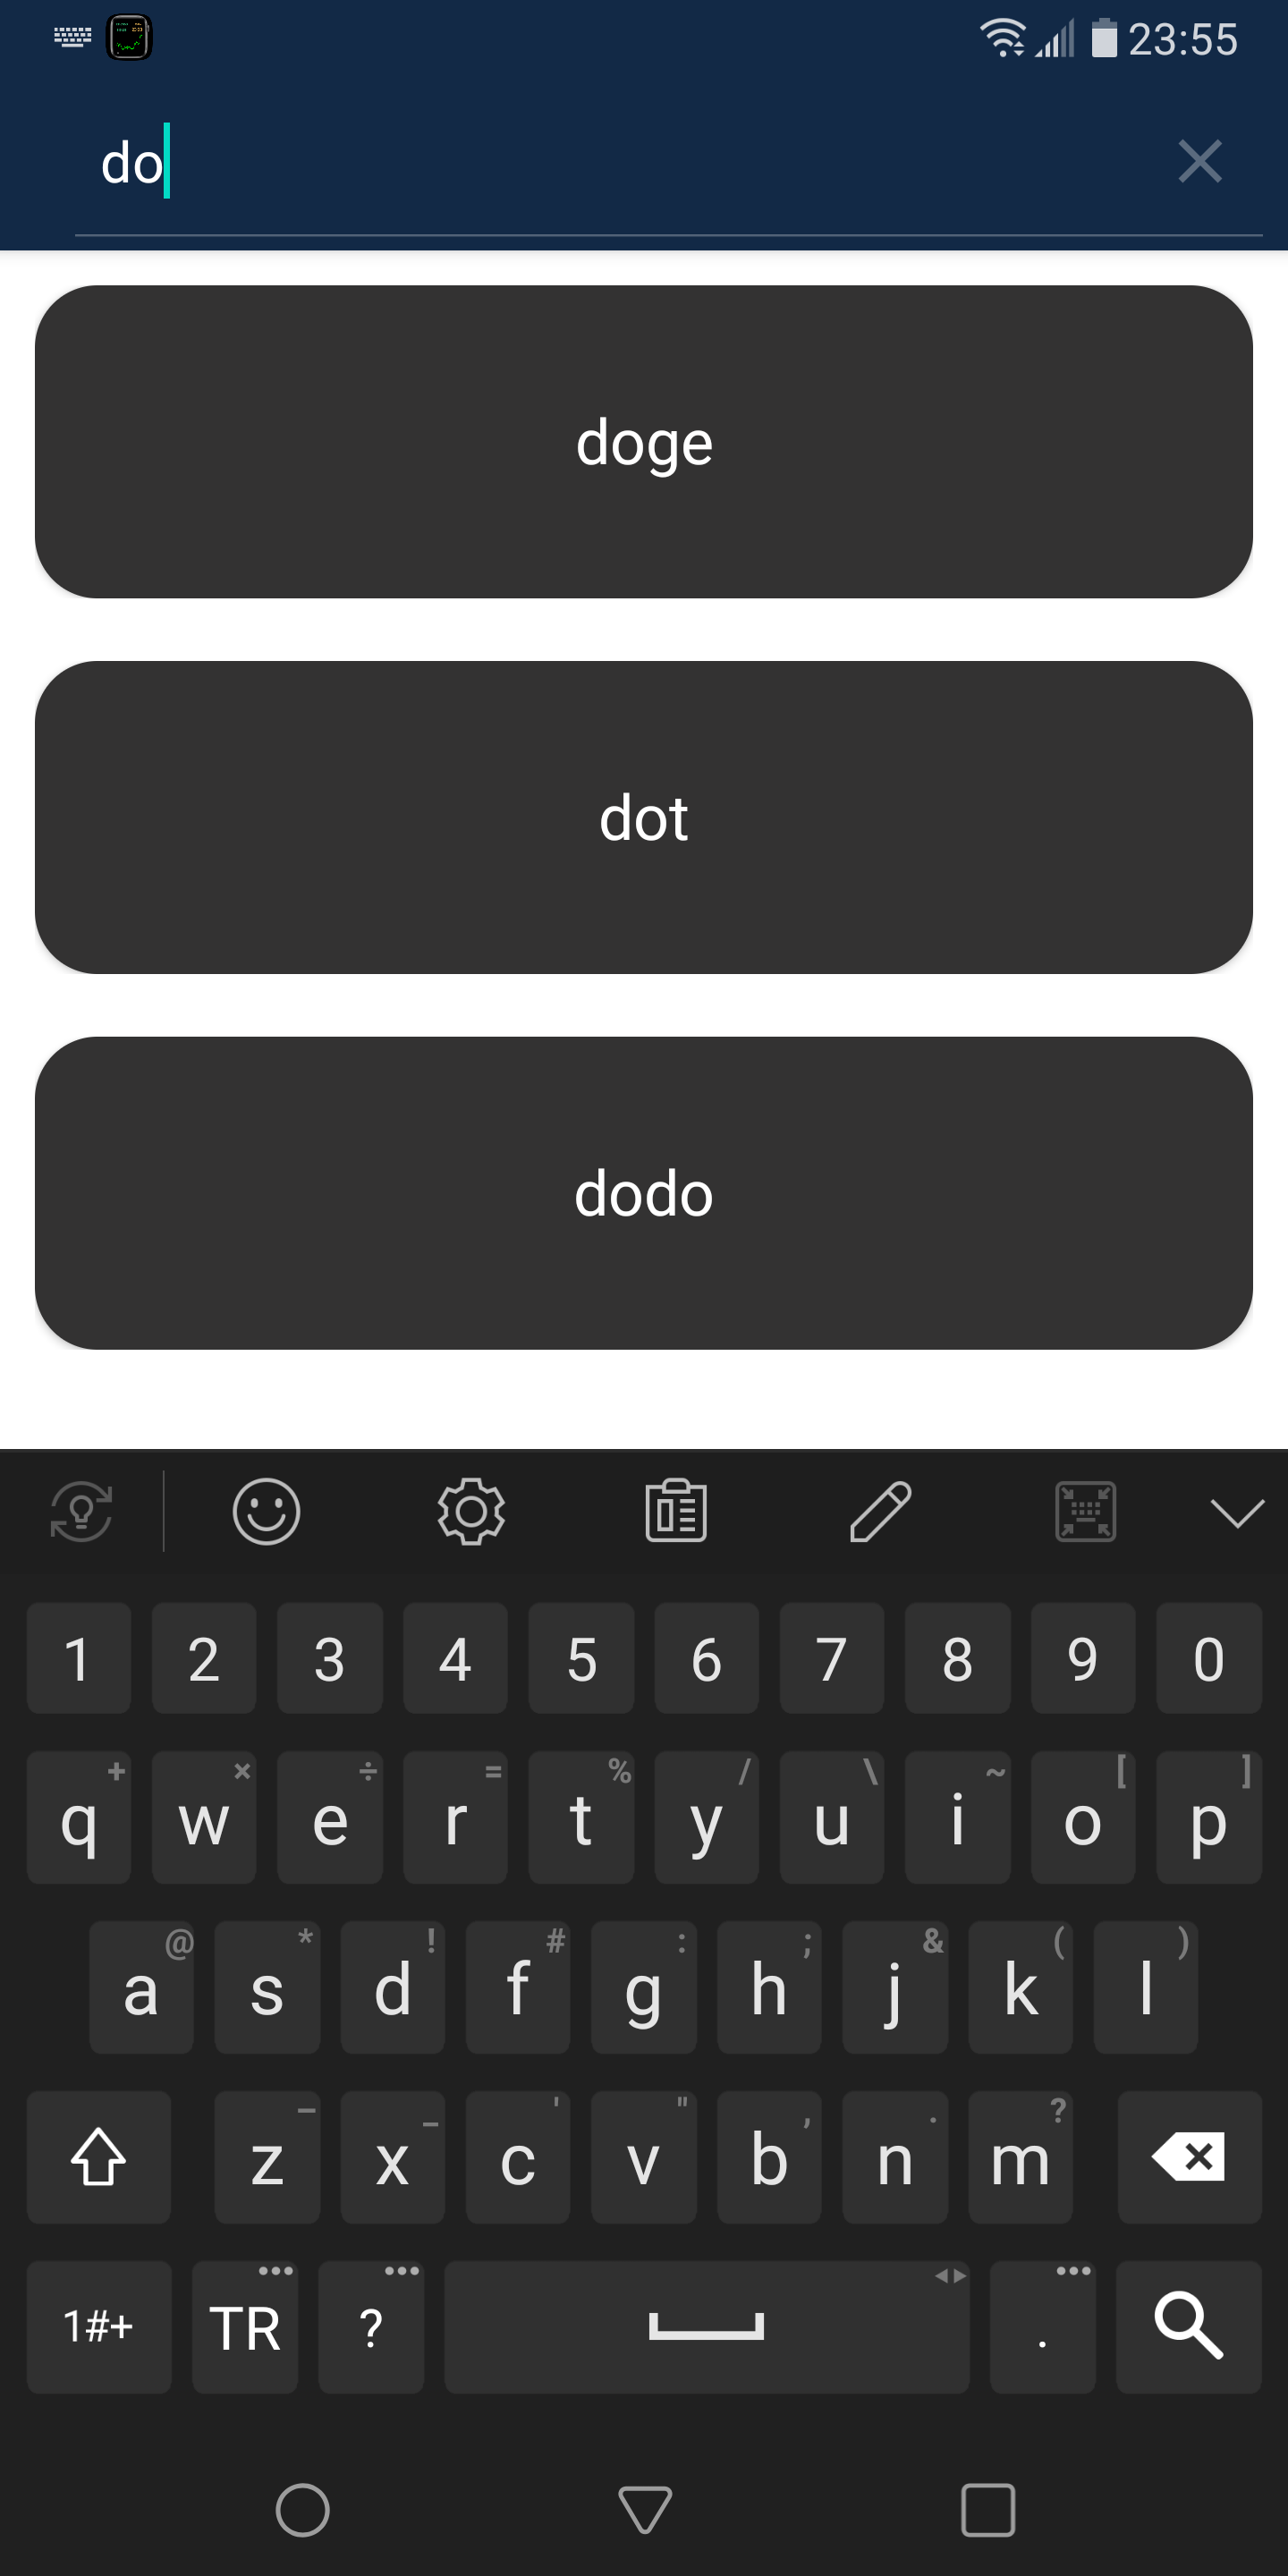 23:55
do
doge
dot
dodo
1 2 3 4 5 6 7 8 9 0
+ × ÷ = % / \ ~ [ ]
q w e r t y u i o p
@ * ! # : ; & ( )
a s d f g h j k l
– _ ' " , . ?
z x c v b n m
1#+ TR ? .